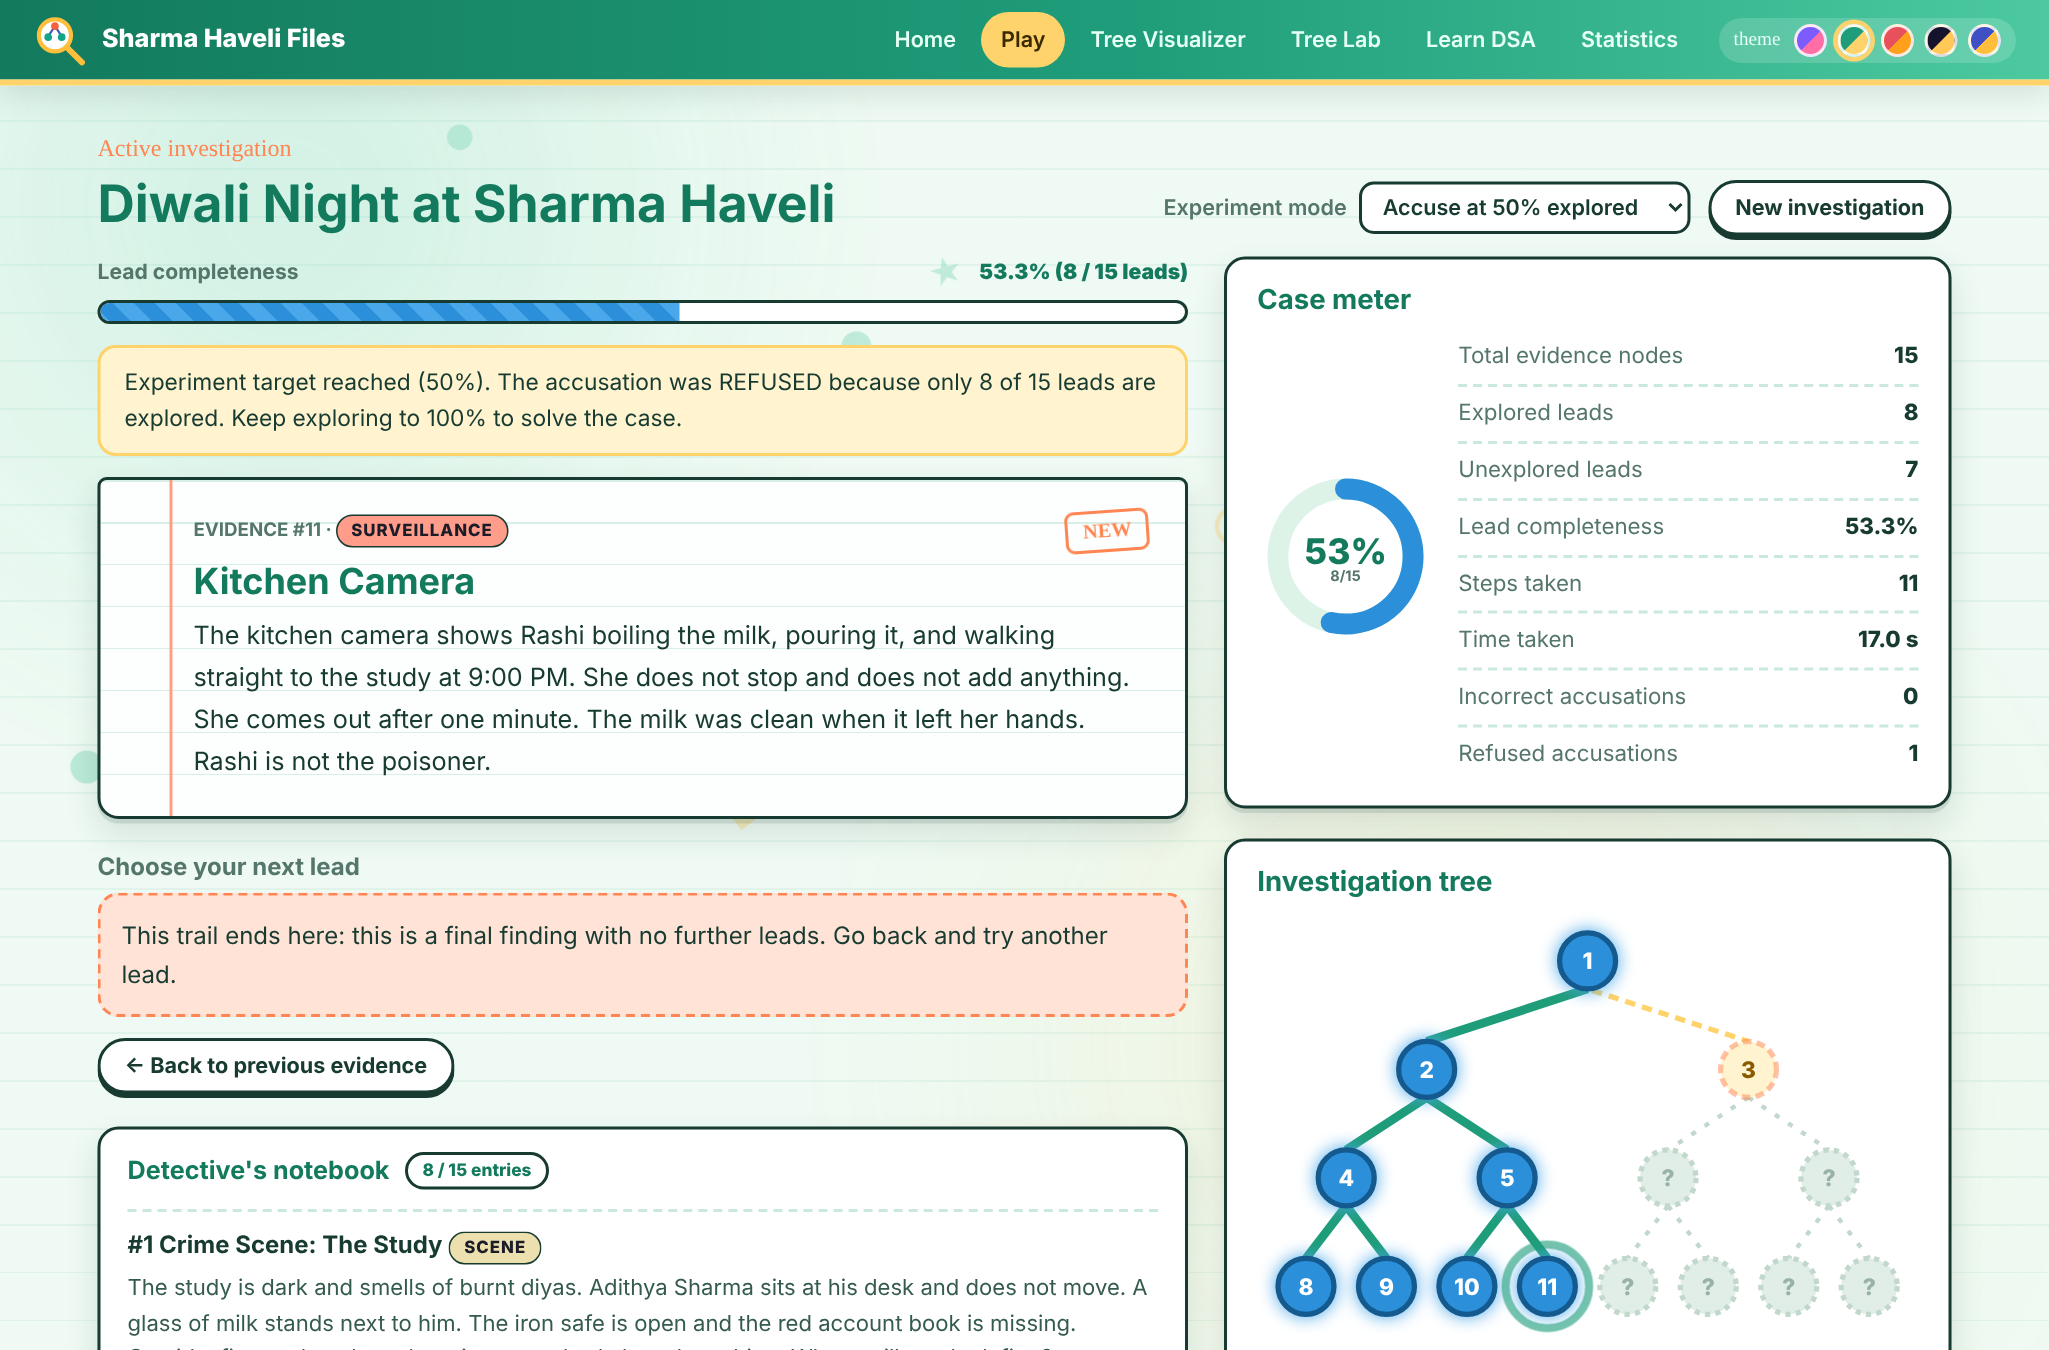 Sharma Haveli Files
Home
Play
Tree Visualizer
Tree Lab
Learn DSA
Statistics
theme
Active investigation
Diwali Night at Sharma Haveli
Experiment mode
Accuse at 50% explored
New investigation
Lead completeness
53.3% (8 / 15 leads)
Experiment target reached (50%). The accusation was REFUSED because only 8 of 15 leads are
explored. Keep exploring to 100% to solve the case.
EVIDENCE #11 · SURVEILLANCE
NEW
Kitchen Camera
The kitchen camera shows Rashi boiling the milk, pouring it, and walking
straight to the study at 9:00 PM. She does not stop and does not add anything.
She comes out after one minute. The milk was clean when it left her hands.
Rashi is not the poisoner.
Choose your next lead
This trail ends here: this is a final finding with no further leads. Go back and try another
lead.
← Back to previous evidence
Detective's notebook
8 / 15 entries
#1 Crime Scene: The Study SCENE
The study is dark and smells of burnt diyas. Adithya Sharma sits at his desk and does not move. A
glass of milk stands next to him. The iron safe is open and the red account book is missing.
Case meter
53%
8/15
Total evidence nodes 15
Explored leads 8
Unexplored leads 7
Lead completeness 53.3%
Steps taken 11
Time taken 17.0 s
Incorrect accusations 0
Refused accusations 1
Investigation tree
1
2 3
4 5 ? ?
8 9 10 11 ? ? ? ?